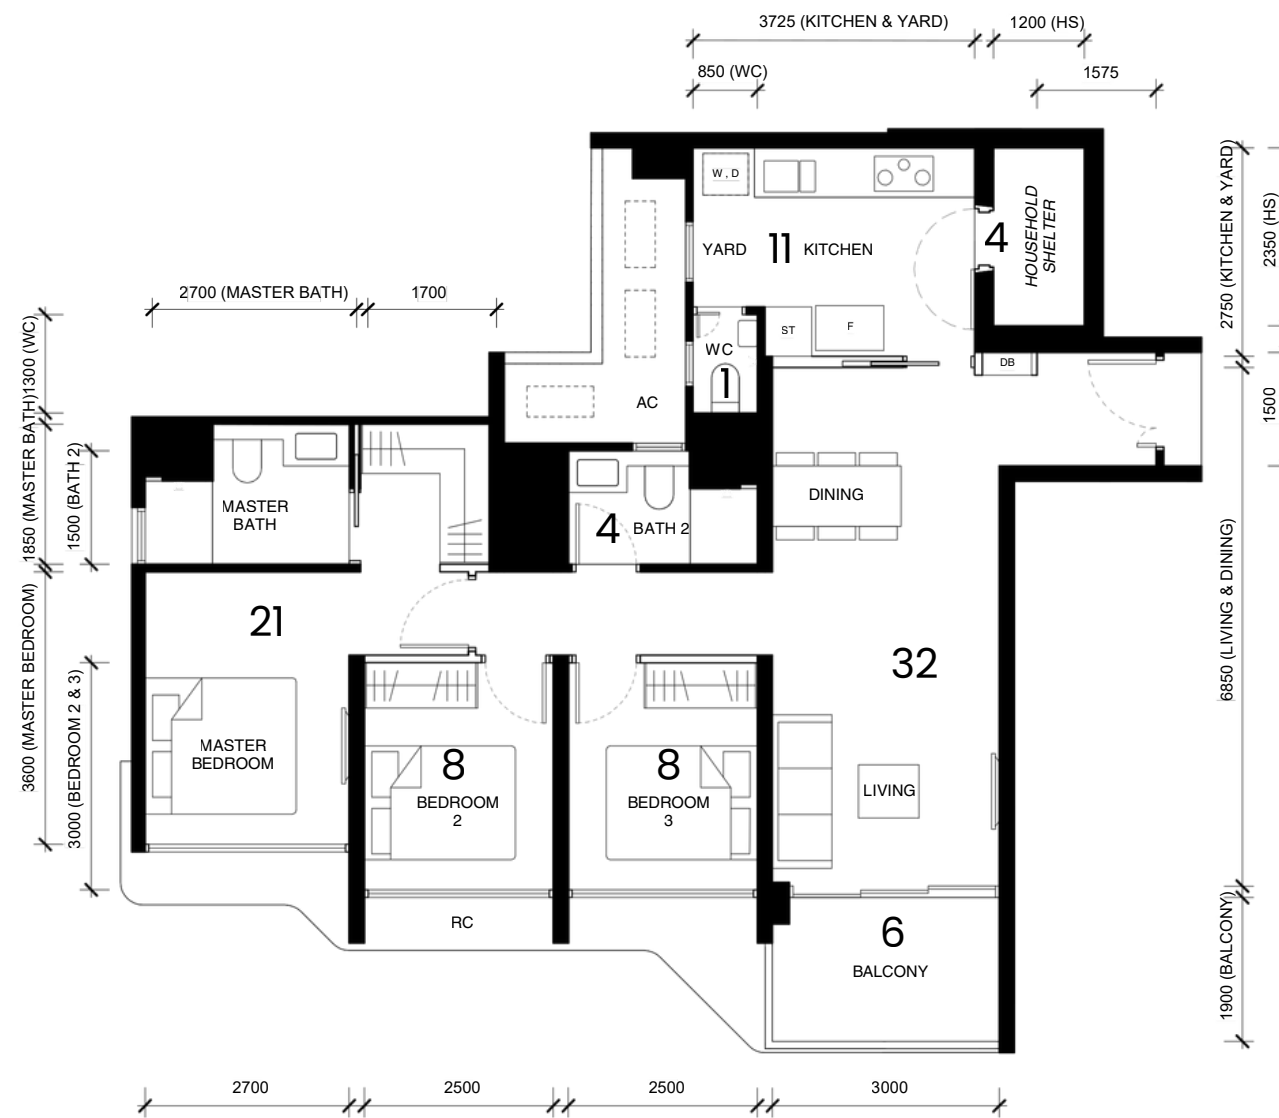 3725 (KITCHEN & YARD)
1200 (HS)
850 (WC)
1575
W , D
YARD
11
KITCHEN
4
HOUSEHOLD
SHELTER
2750 (KITCHEN & YARD)
2350 (HS)
2700 (MASTER BATH)
1700
ST
F
WC
1
DB
AC
1300 (WC)
1850 (MASTER BATH)
1500 (BATH 2)
1500
MASTER
BATH
4
BATH 2
DINING
21
32
3600 (MASTER BEDROOM)
3000 (BEDROOM 2 & 3)
6850 (LIVING & DINING)
MASTER
BEDROOM
8
BEDROOM
2
8
BEDROOM
3
LIVING
RC
6
BALCONY
1900 (BALCONY)
2700
2500
2500
3000